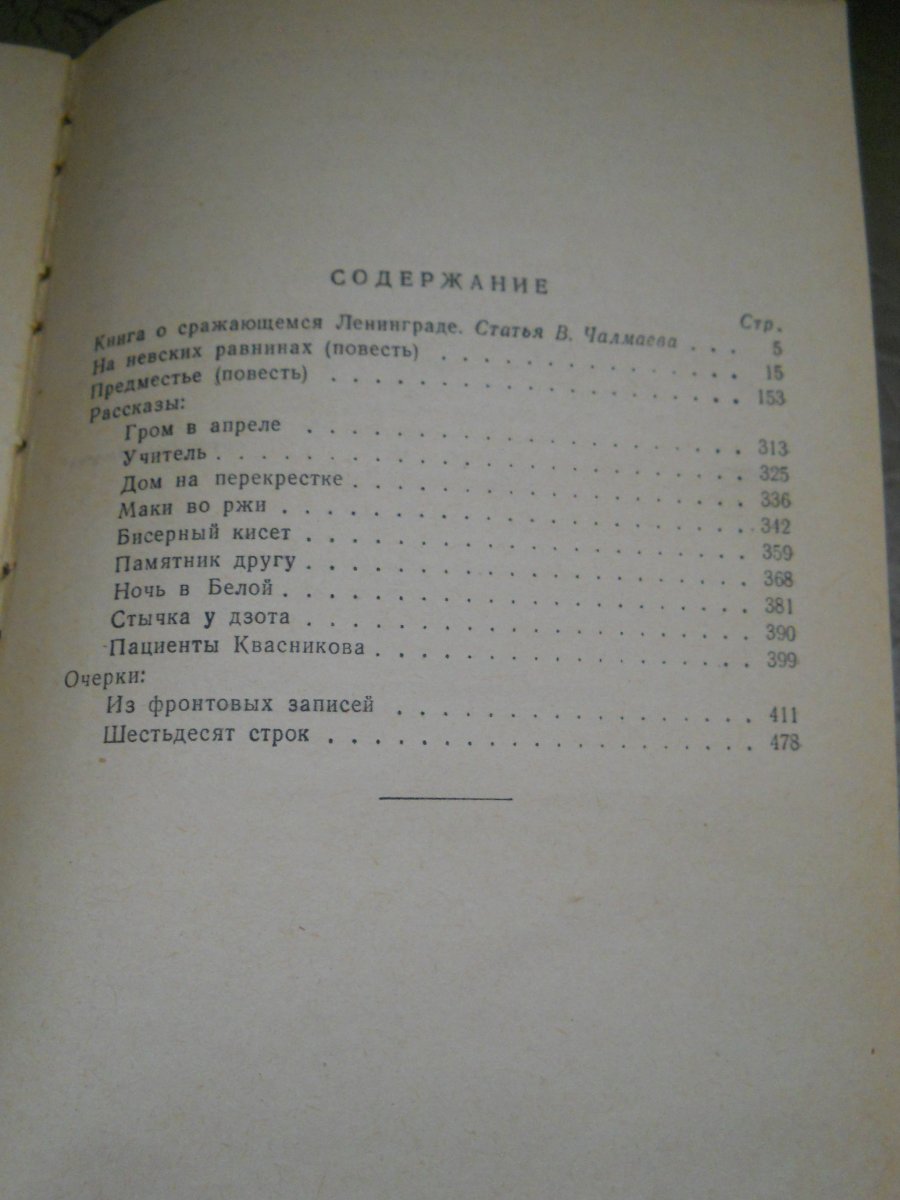 СОДЕРЖАНИЕ
Стр.
Книга о сражающемся Ленинграде. Статья В. Чалмаева . . . 5
На невских равнинах (повесть) . . . . . . . . . . . . . 15
Предместье (повесть) . . . . . . . . . . . . . . . . . . 153
Рассказы:
Гром в апреле . . . . . . . . . . . . . . . . . . . 313
Учитель . . . . . . . . . . . . . . . . . . . . . . 325
Дом на перекрестке . . . . . . . . . . . . . . . . . 336
Маки во ржи . . . . . . . . . . . . . . . . . . . . 342
Бисерный кисет . . . . . . . . . . . . . . . . . . . 359
Памятник другу . . . . . . . . . . . . . . . . . . . 368
Ночь в Белой . . . . . . . . . . . . . . . . . . . . 381
Стычка у дзота . . . . . . . . . . . . . . . . . . . 390
Пациенты Квасникова . . . . . . . . . . . . . . . . 399
Очерки:
Из фронтовых записей . . . . . . . . . . . . . . . . 411
Шестьдесят строк . . . . . . . . . . . . . . . . . . 478